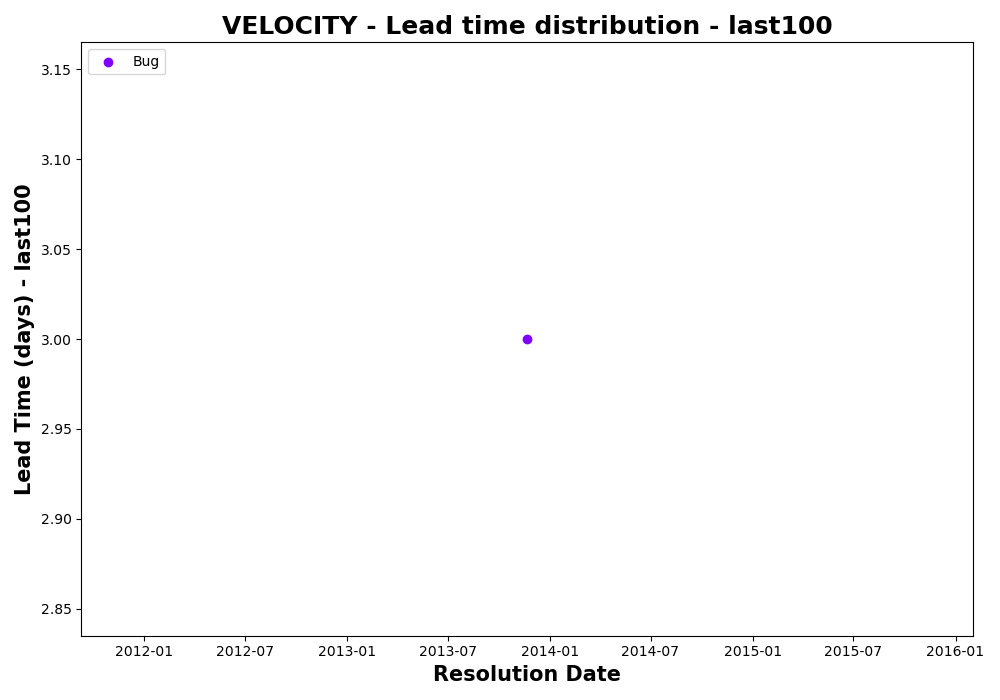 VELOCITY - Lead time distribution - last100
Bug
3.15
3.10
3.05
3.00
2.95
2.90
2.85
Lead Time (days) - last100
2012-01 2012-07 2013-01 2013-07 2014-01 2014-07 2015-01 2015-07 2016-01
Resolution Date